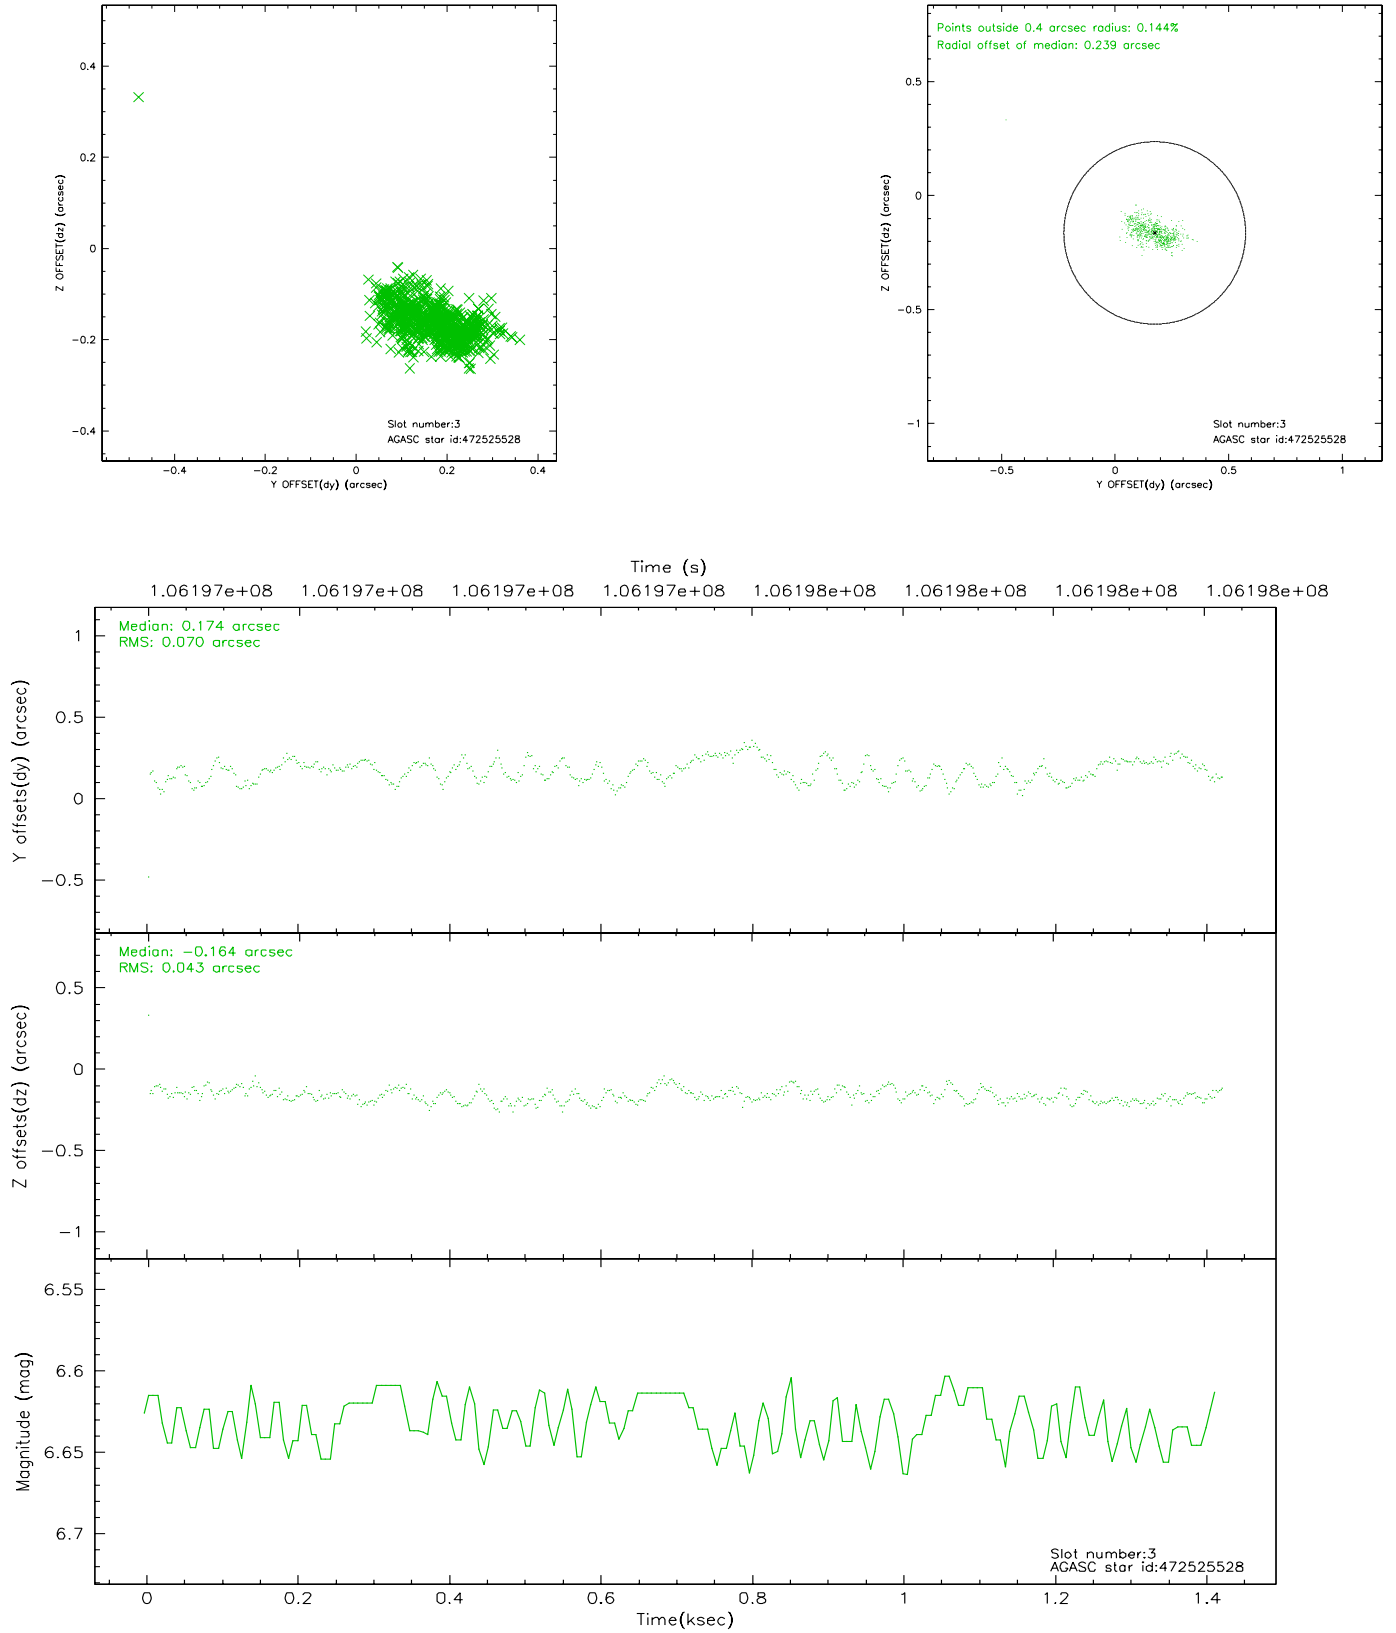 0.4
0.2
0
−0.2
−0.4
Z OFFSET(dz) (arcsec)
Slot number:3
AGASC star id:472525528
−0.4 −0.2 0 0.2 0.4
Y OFFSET(dy) (arcsec)
Points outside 0.4 arcsec radius: 0.144%
Radial offset of median: 0.239 arcsec
0.5
0
−0.5
−1
Z OFFSET(dz) (arcsec)
Slot number:3
AGASC star id:472525528
−0.5 0 0.5 1
Y OFFSET(dy) (arcsec)
Time (s)
1.06197e+08 1.06197e+08 1.06197e+08 1.06197e+08 1.06198e+08 1.06198e+08 1.06198e+08 1.06198e+08
Median: 0.174 arcsec
RMS: 0.070 arcsec
1
0.5
0
−0.5
Y offsets(dy) (arcsec)
Median: −0.164 arcsec
RMS: 0.043 arcsec
0.5
0
−0.5
−1
Z offsets(dz) (arcsec)
6.55
6.6
6.65
6.7
Magnitude (mag)
Slot number:3
AGASC star id:472525528
0 0.2 0.4 0.6 0.8 1 1.2 1.4
Time(ksec)